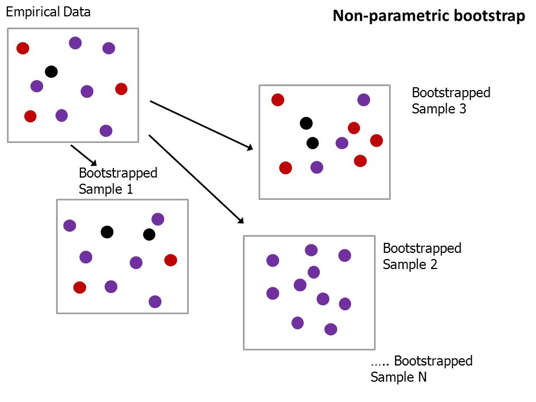 Empirical Data
Non-parametric bootstrap
Bootstrapped
Sample 3
Bootstrapped
Sample 1
Bootstrapped
Sample 2
..... Bootstrapped
Sample N